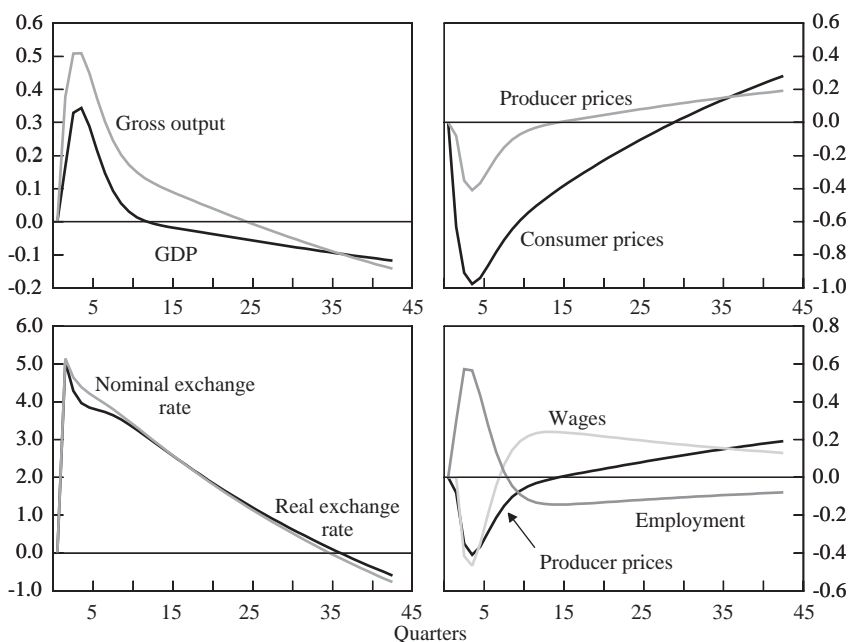 0.6
0.5
0.4
0.3
0.2
0.1
0.0
-0.1
-0.2
Gross output
GDP
5 15 25 35 45
0.6
0.4
0.2
0.0
-0.2
-0.4
-0.6
-0.8
-1.0
Producer prices
Consumer prices
5 15 25 35 45
6.0
5.0
4.0
3.0
2.0
1.0
0.0
-1.0
Nominal exchange
rate
Real exchange
rate
5 15 25 35 45
0.8
0.6
0.4
0.2
0.0
-0.2
-0.4
-0.6
Wages
Employment
Producer prices
5 15 25 35 45
Quarters